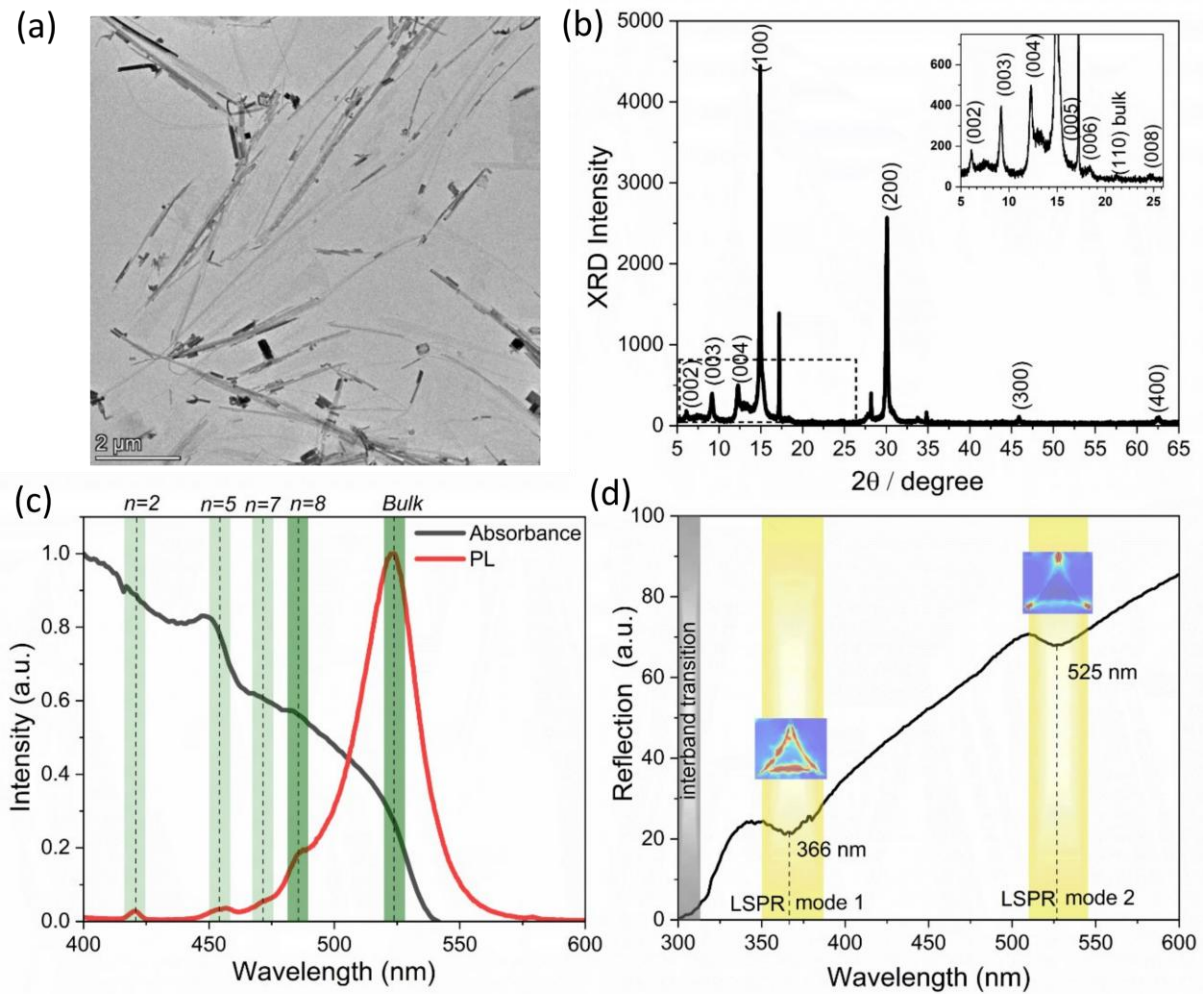 (a)
2 μm
(b)
5000
4000
3000
2000
1000
0
XRD Intensity
5 10 15 20 25 30 35 40 45 50 55 60 65
2θ / degree
(002)
(003)
(004)
(100)
(200)
(300)
(400)
600
400
200
0
5 10 15 20 25
(002)
(003)
(004)
(005)
(006)
(110) bulk
(008)
(c)
n=2 n=5 n=7 n=8 Bulk
Absorbance
PL
1.0
0.8
0.6
0.4
0.2
0.0
Intensity (a.u.)
400 450 500 550 600
Wavelength (nm)
(d)
100
80
60
40
20
0
Reflection (a.u.)
interband transition
366 nm
LSPR mode 1
525 nm
LSPR mode 2
300 350 400 450 500 550 600
Wavelength (nm)